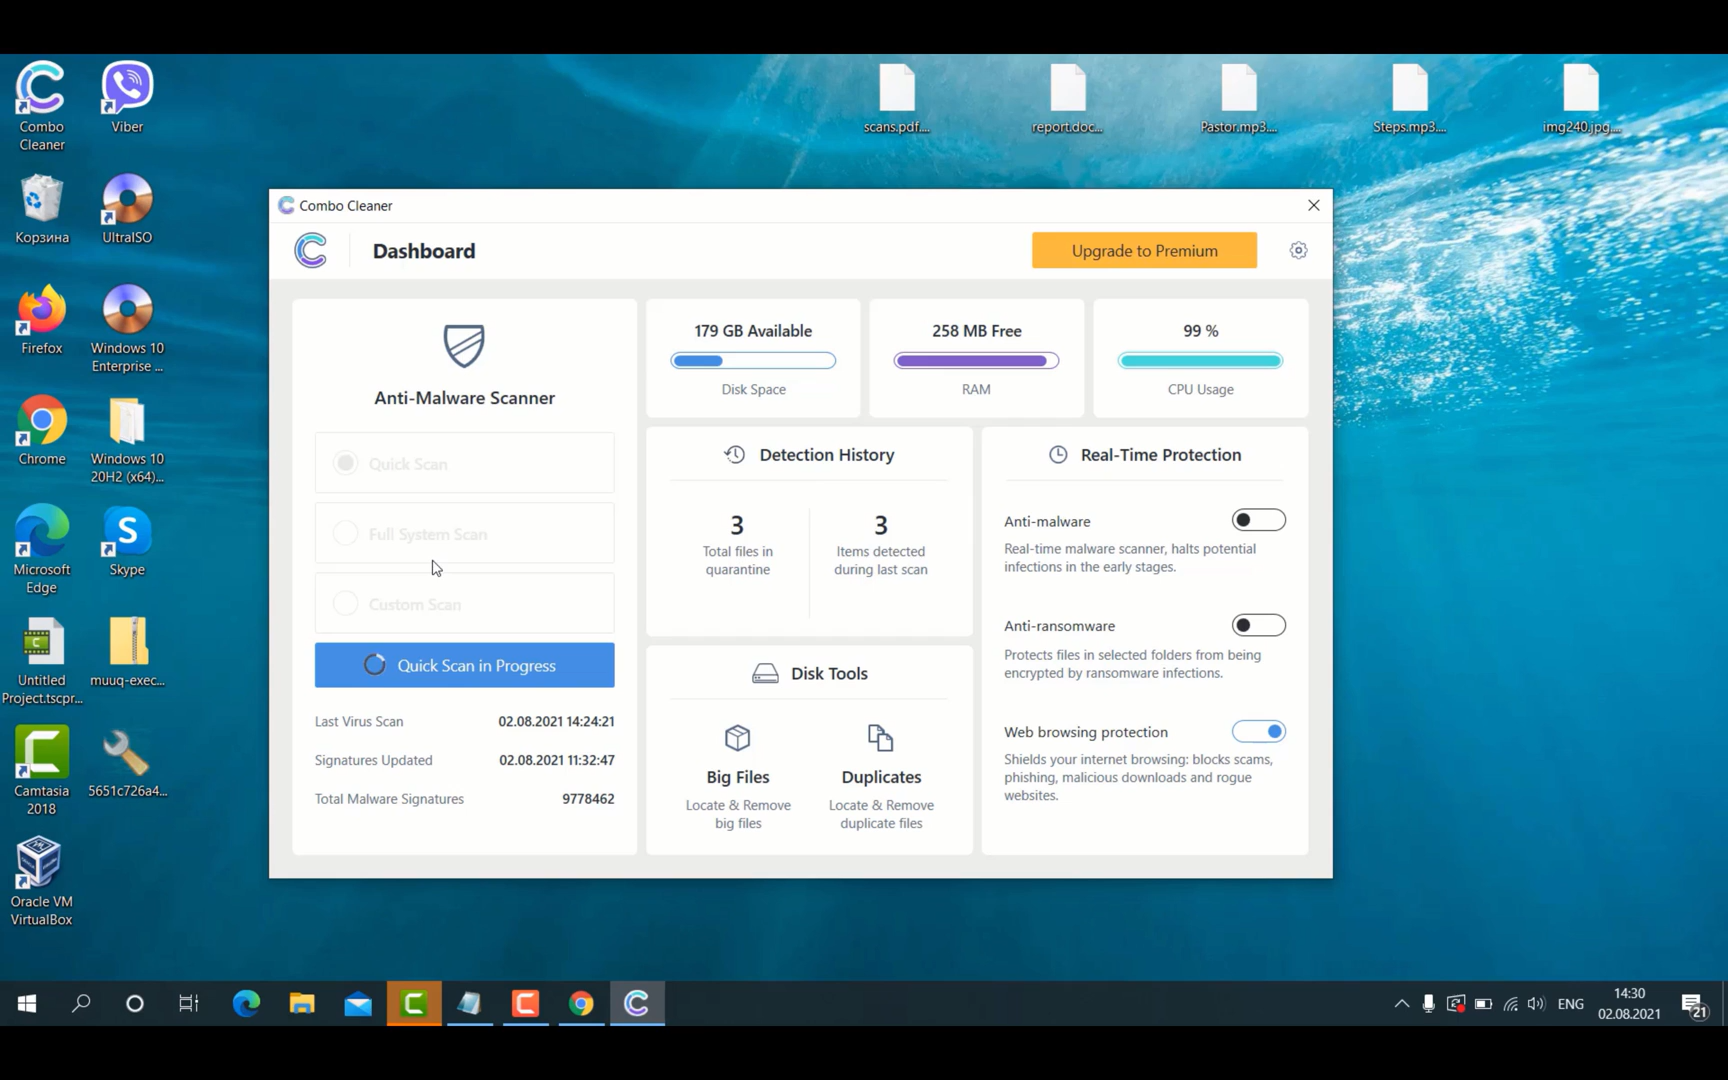 Combo
Cleaner
Viber
scans.pdf....
report.doc...
Pastor.mp3....
Steps.mp3....
img240.jpg....
Корзина
UltraISO
Firefox
Windows 10
Enterprise ...
Chrome
Windows 10
20H2 (x64)...
Microsoft
Edge
Skype
Untitled
Project.tscpr...
muuq-exec...
Camtasia
2018
5651c726a4...
Oracle VM
VirtualBox
Combo Cleaner
Dashboard
Upgrade to Premium
Anti-Malware Scanner
Quick Scan
Full System Scan
Custom Scan
Quick Scan in Progress
Last Virus Scan 02.08.2021 14:24:21
Signatures Updated 02.08.2021 11:32:47
Total Malware Signatures 9778462
179 GB Available
Disk Space
258 MB Free
RAM
99 %
CPU Usage
Detection History
3
Total files in
quarantine
3
Items detected
during last scan
Disk Tools
Big Files
Locate & Remove
big files
Duplicates
Locate & Remove
duplicate files
Real-Time Protection
Anti-malware
Real-time malware scanner, halts potential
infections in the early stages.
Anti-ransomware
Protects files in selected folders from being
encrypted by ransomware infections.
Web browsing protection
Shields your internet browsing: blocks scams,
phishing, malicious downloads and rogue
websites.
ENG
14:30
02.08.2021
21